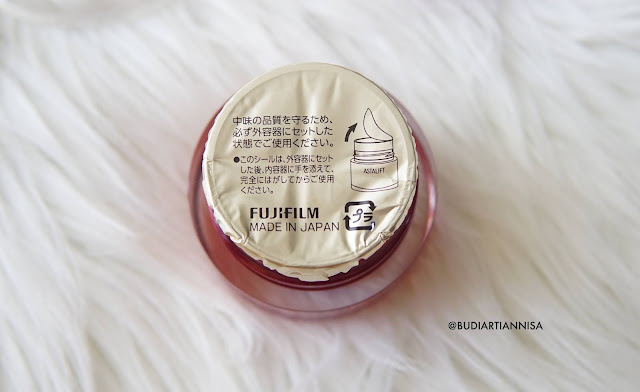 中味の品質を守るため、
必ず外容器にセットした
状態でご使用ください。
●このシールは、外容器にセット
した後、内容器に手を添えて、
完全にはがしてからご使用
ください。
ASTALIFT
FUJIFILM
MADE IN JAPAN
プラ
@BUDIARTIANNISA